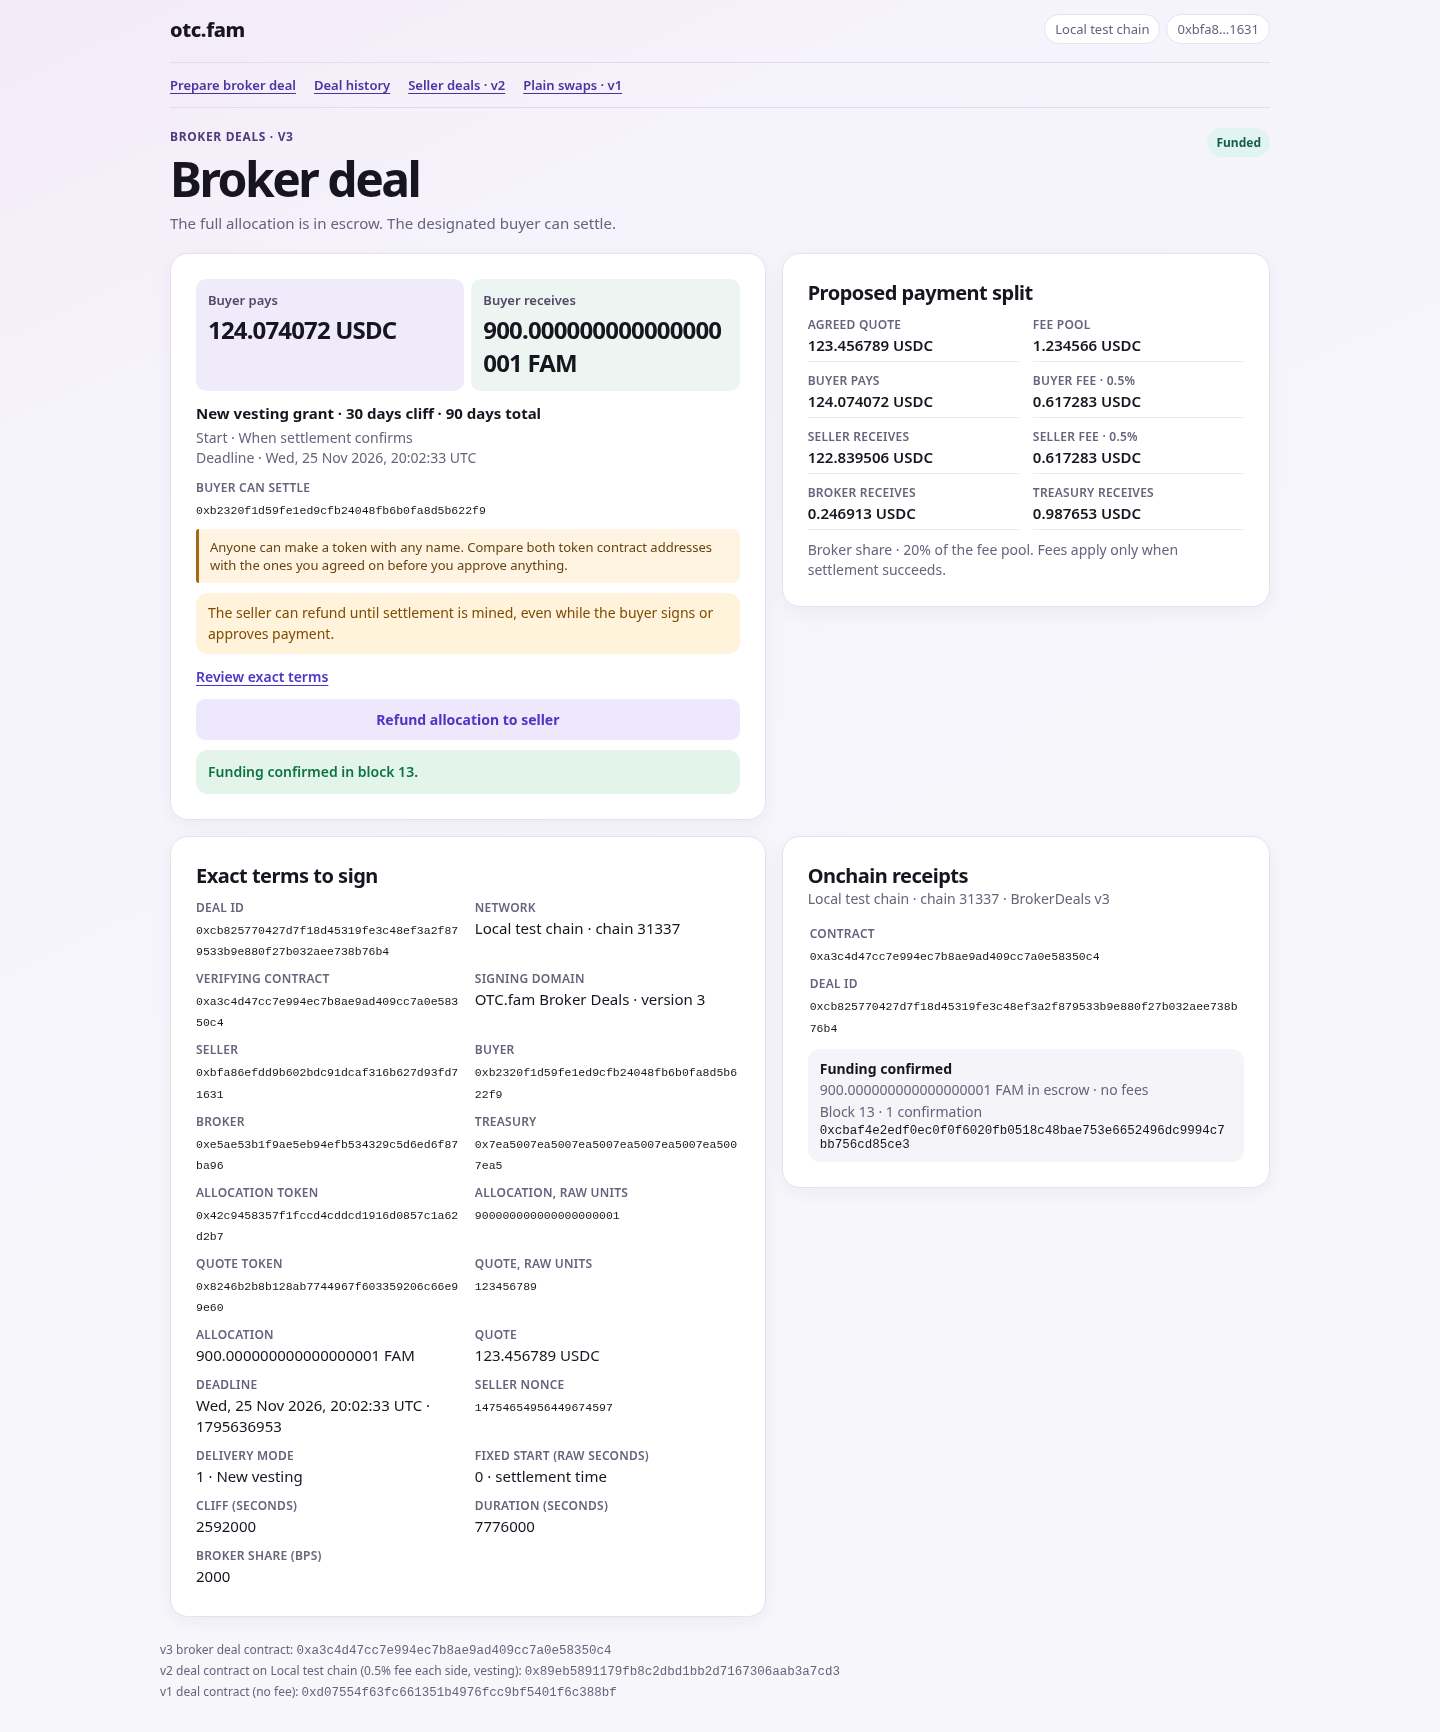 otc.fam
Local test chain
0xbfa8…1631
Prepare broker deal
Deal history
Seller deals · v2
Plain swaps · v1
BROKER DEALS · V3
Funded
Broker deal
The full allocation is in escrow. The designated buyer can settle.
Buyer pays
124.074072 USDC
Buyer receives
900.000000000000000
001 FAM
New vesting grant · 30 days cliff · 90 days total
Start · When settlement confirms
Deadline · Wed, 25 Nov 2026, 20:02:33 UTC
BUYER CAN SETTLE
0xb2320f1d59fe1ed9cfb24048fb6b0fa8d5b622f9
Anyone can make a token with any name. Compare both token contract addresses
with the ones you agreed on before you approve anything.
The seller can refund until settlement is mined, even while the buyer signs or
approves payment.
Review exact terms
Refund allocation to seller
Funding confirmed in block 13.
Proposed payment split
AGREED QUOTE
123.456789 USDC
FEE POOL
1.234566 USDC
BUYER PAYS
124.074072 USDC
BUYER FEE · 0.5%
0.617283 USDC
SELLER RECEIVES
122.839506 USDC
SELLER FEE · 0.5%
0.617283 USDC
BROKER RECEIVES
0.246913 USDC
TREASURY RECEIVES
0.987653 USDC
Broker share · 20% of the fee pool. Fees apply only when
settlement succeeds.
Exact terms to sign
DEAL ID
0xcb825770427d7f18d45319fe3c48ef3a2f87
9533b9e880f27b032aee738b76b4
NETWORK
Local test chain · chain 31337
VERIFYING CONTRACT
0xa3c4d47cc7e994ec7b8ae9ad409cc7a0e583
50c4
SIGNING DOMAIN
OTC.fam Broker Deals · version 3
SELLER
0xbfa86efdd9b602bdc91dcaf316b627d93fd7
1631
BUYER
0xb2320f1d59fe1ed9cfb24048fb6b0fa8d5b6
22f9
BROKER
0xe5ae53b1f9ae5eb94efb534329c5d6ed6f87
ba96
TREASURY
0x7ea5007ea5007ea5007ea5007ea5007ea500
7ea5
ALLOCATION TOKEN
0x42c9458357f1fccd4cddcd1916d0857c1a62
d2b7
ALLOCATION, RAW UNITS
900000000000000000001
QUOTE TOKEN
0x8246b2b8b128ab7744967f603359206c66e9
9e60
QUOTE, RAW UNITS
123456789
ALLOCATION
900.000000000000000001 FAM
QUOTE
123.456789 USDC
DEADLINE
Wed, 25 Nov 2026, 20:02:33 UTC ·
1795636953
SELLER NONCE
14754654956449674597
DELIVERY MODE
1 · New vesting
FIXED START (RAW SECONDS)
0 · settlement time
CLIFF (SECONDS)
2592000
DURATION (SECONDS)
7776000
BROKER SHARE (BPS)
2000
Onchain receipts
Local test chain · chain 31337 · BrokerDeals v3
CONTRACT
0xa3c4d47cc7e994ec7b8ae9ad409cc7a0e58350c4
DEAL ID
0xcb825770427d7f18d45319fe3c48ef3a2f879533b9e880f27b032aee738b
76b4
Funding confirmed
900.000000000000000001 FAM in escrow · no fees
Block 13 · 1 confirmation
0xcbaf4e2edf0ec0f0f6020fb0518c48bae753e6652496dc9994c7
bb756cd85ce3
v3 broker deal contract: 0xa3c4d47cc7e994ec7b8ae9ad409cc7a0e58350c4
v2 deal contract on Local test chain (0.5% fee each side, vesting): 0x89eb5891179fb8c2dbd1bb2d7167306aab3a7cd3
v1 deal contract (no fee): 0xd07554f63fc661351b4976fcc9bf5401f6c388bf